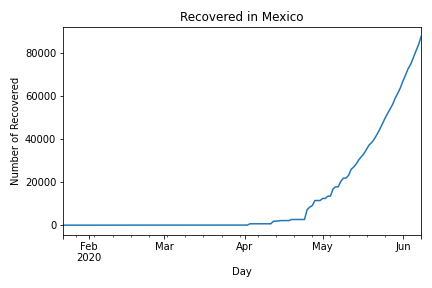 Recovered in Mexico
Number of Recovered
80000
60000
40000
20000
0
Feb
2020
Mar
Apr
May
Jun
Day